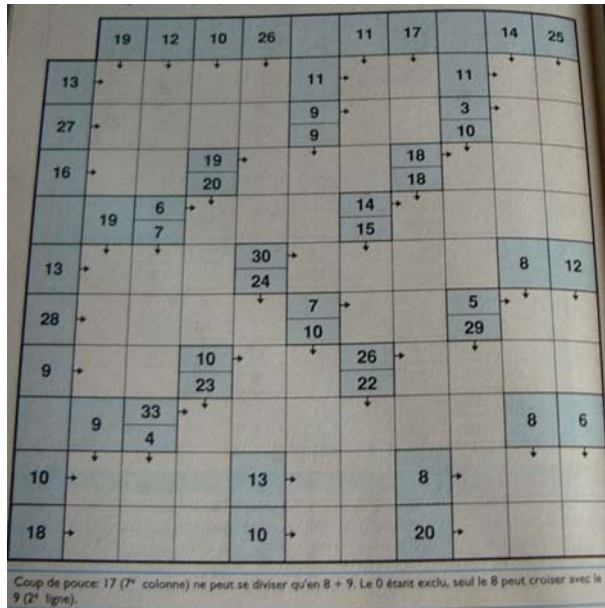 19 12 10 26 11 17 14 25
13 11 11
27 9 3
9 10
16 19 18
20 18
19 6 14
7 15
13 30 8 12
24
28 7 5
10 29
9 10 26
23 22
9 33 8 6
4
10 13 8
18 10 20
Coup de pouce: 17 (7e colonne) ne peut se diviser qu'en 8 + 9. Le 0 étant exclu, seul le 8 peut croiser avec le
9 (2e ligne).